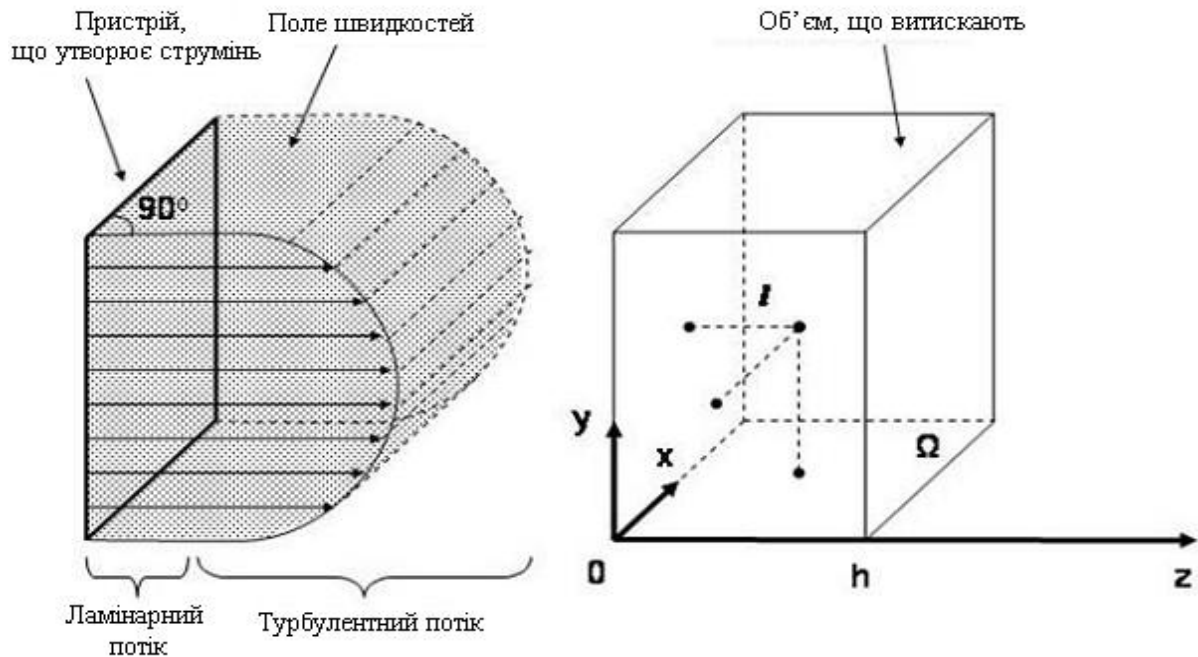 Пристрій,
що утворює струмінь
Поле швидкостей
Об’єм, що витискають
90°
l
y
x
Ω
0
h
z
Ламінарний
потік
Турбулентний потік